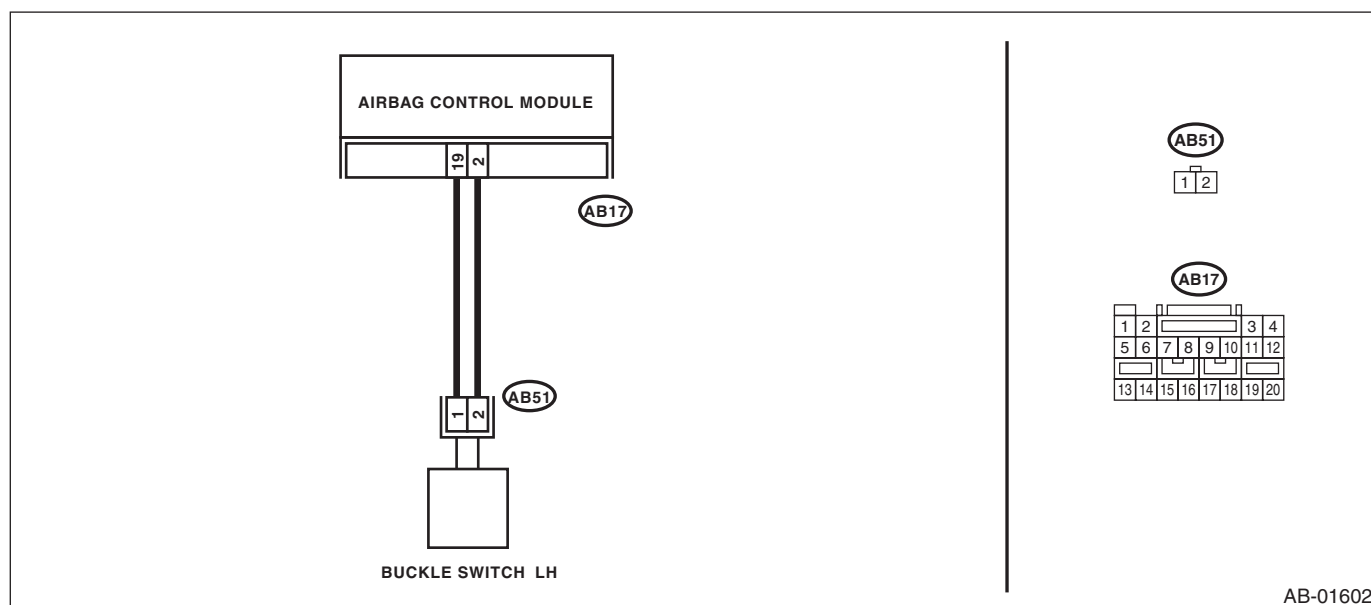 AIRBAG CONTROL MODULE
19 2
AB17
1 2
AB51
BUCKLE SWITCH LH
AB51
1 2
AB17
1 2 3 4
5 6 7 8 9 10 11 12
13 14 15 16 17 18 19 20
AB-01602